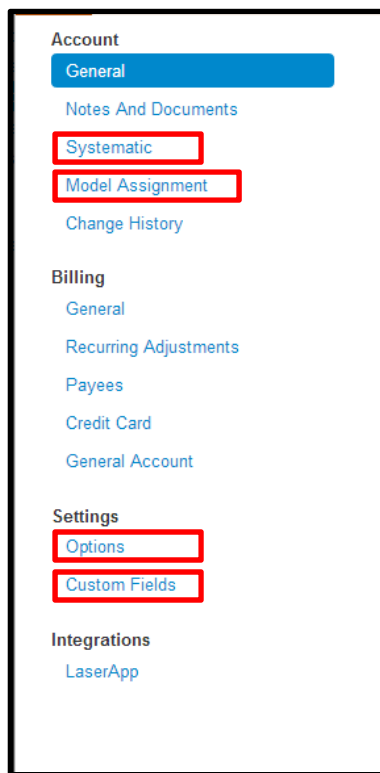 Account
General
Notes And Documents
Systematic
Model Assignment
Change History
Billing
General
Recurring Adjustments
Payees
Credit Card
General Account
Settings
Options
Custom Fields
Integrations
LaserApp